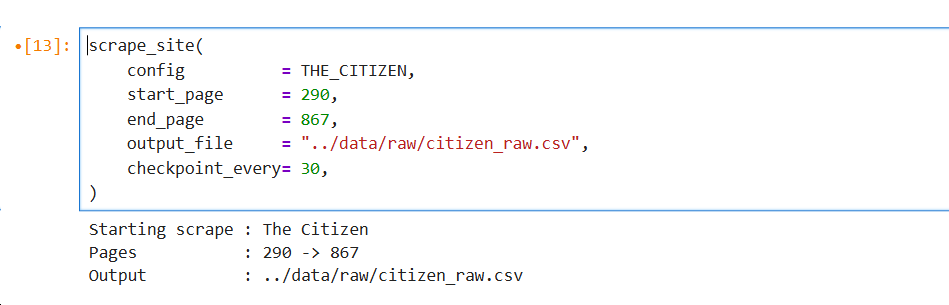 •[13]: scrape_site(
    config          = THE_CITIZEN,
    start_page      = 290,
    end_page        = 867,
    output_file     = "../data/raw/citizen_raw.csv",
    checkpoint_every= 30,
)
Starting scrape : The Citizen
Pages           : 290 -> 867
Output          : ../data/raw/citizen_raw.csv